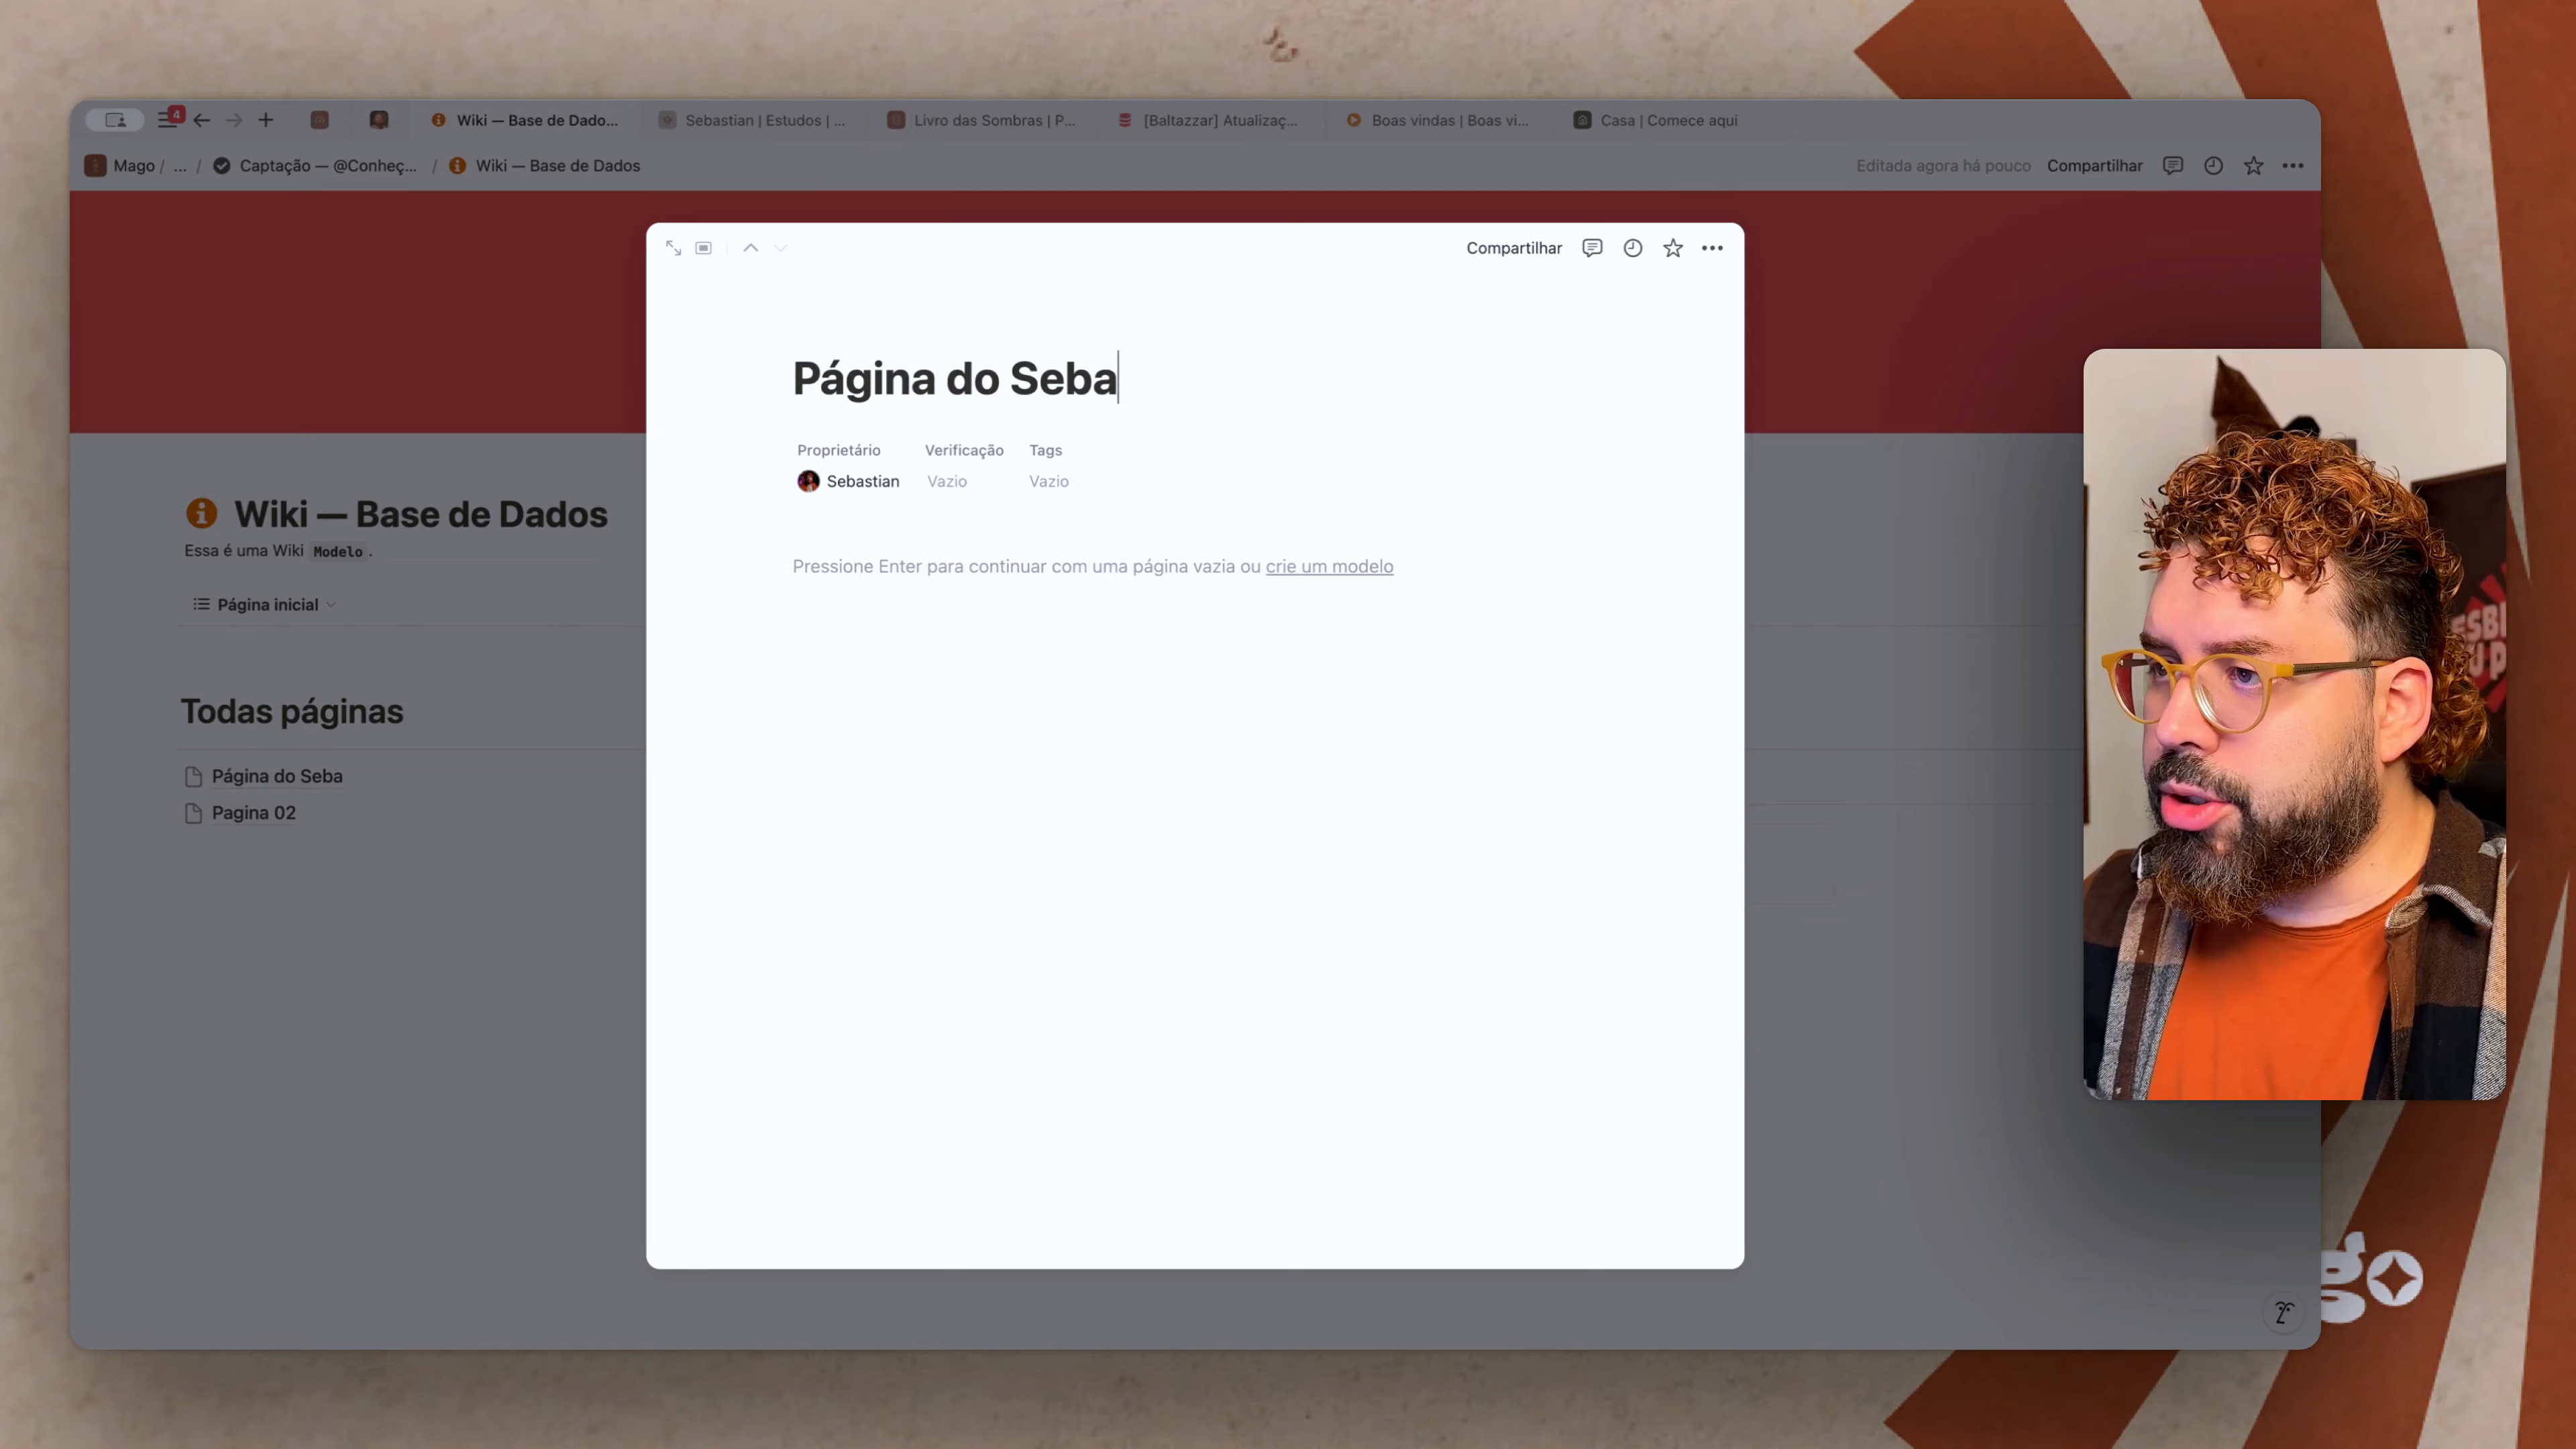 4
Wiki — Base de Dado...
Sebastian | Estudos | ...
Livro das Sombras | P...
[Baltazzar] Atualizaç...
Boas vindas | Boas vi...
Casa | Comece aqui
Mago / ... / Captação — @Conheç... / Wiki — Base de Dados
Editada agora há pouco
Compartilhar
Compartilhar
Página do Seba
Proprietário Verificação Tags
Sebastian Vazio Vazio
Pressione Enter para continuar com uma página vazia ou crie um modelo
Wiki — Base de Dados
Essa é uma Wiki Modelo .
Página inicial
Todas páginas
Página do Seba
Pagina 02
go